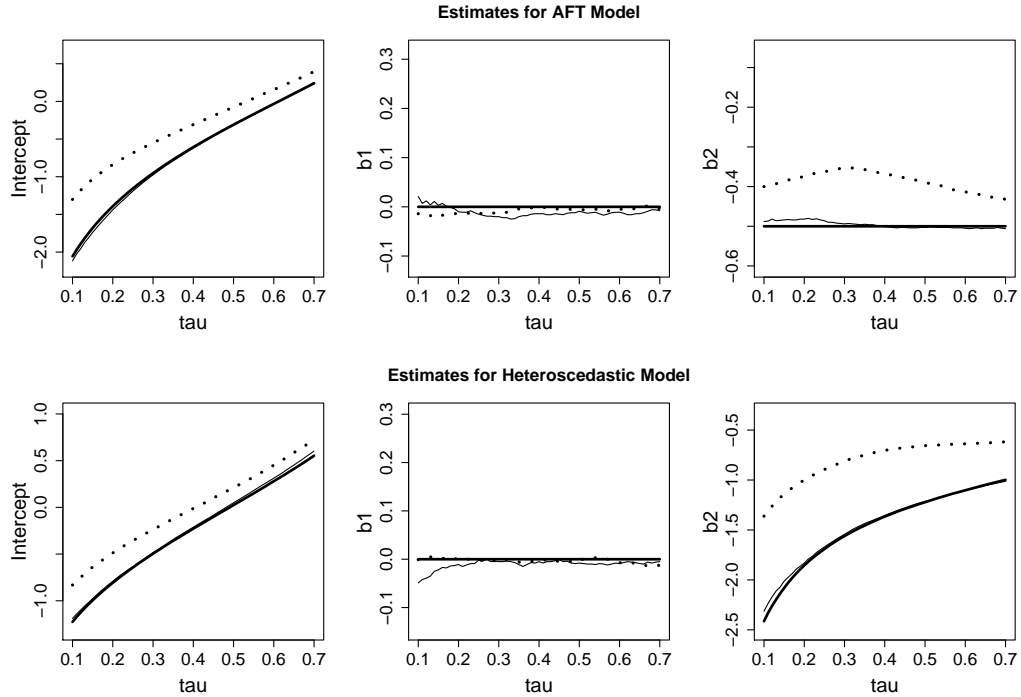 Estimates for AFT Model
Intercept
0.0
−1.0
−2.0
0.1 0.2 0.3 0.4 0.5 0.6 0.7
tau
b1
0.3
0.2
0.1
0.0
−0.1
0.1 0.2 0.3 0.4 0.5 0.6 0.7
tau
b2
−0.2
−0.4
−0.6
0.1 0.2 0.3 0.4 0.5 0.6 0.7
tau
Estimates for Heteroscedastic Model
Intercept
1.0
0.5
0.0
−1.0
0.1 0.2 0.3 0.4 0.5 0.6 0.7
tau
b1
0.3
0.2
0.1
0.0
−0.1
0.1 0.2 0.3 0.4 0.5 0.6 0.7
tau
b2
−0.5
−1.0
−1.5
−2.0
−2.5
0.1 0.2 0.3 0.4 0.5 0.6 0.7
tau